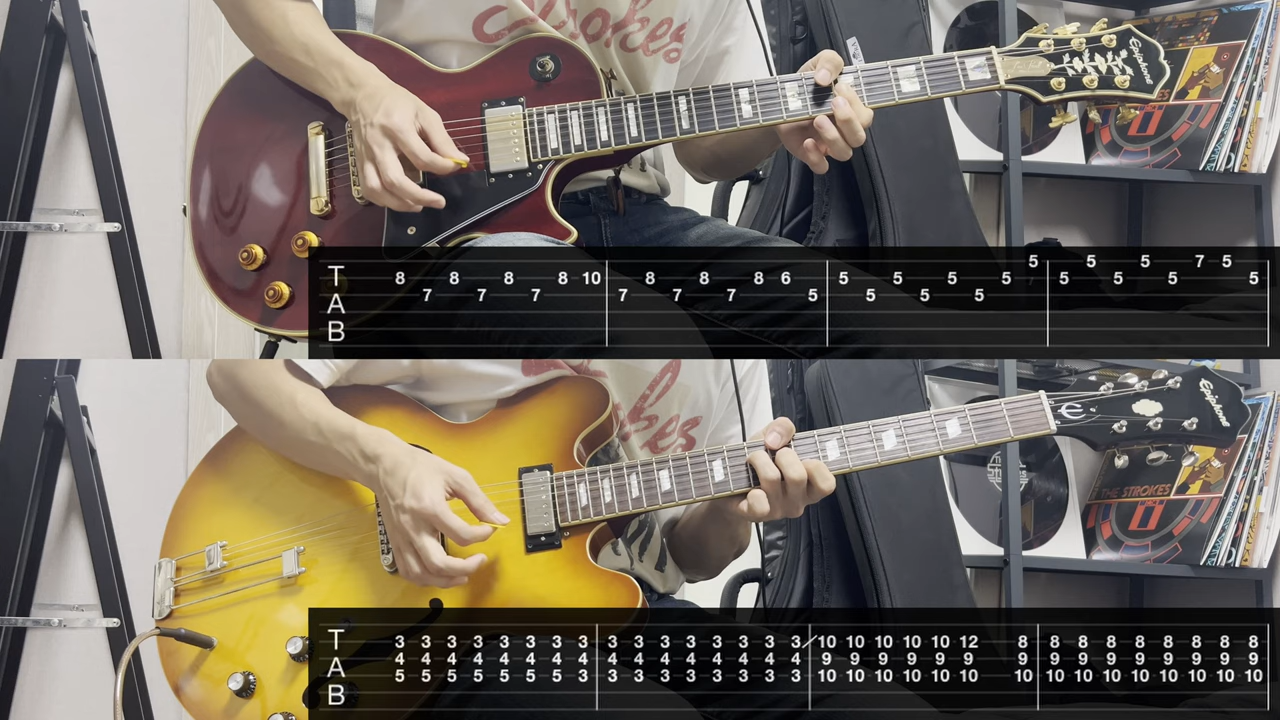 Strokes
Epiphone
Les Paul
5 5 5 7 5
T 8 8 8 8 10 8 8 8 6 5 5 5 5 5 5 5 5
A 7 7 7 7 7 7 5 5 5 5
B
Epiphone
THE STROKES
T 3 3 3 3 3 3 3 3 3 3 3 3 3 3 3 3 10 10 10 10 10 12 8 8 8 8 8 8 8 8 8
A 4 4 4 4 4 4 4 4 4 4 4 4 4 4 4 4 9 9 9 9 9 9 9 9 9 9 9 9 9 9
B 5 5 5 5 5 5 5 3 3 3 3 3 3 3 3 3 10 10 10 10 10 10 10 10 10 10 10 10 10 10 10